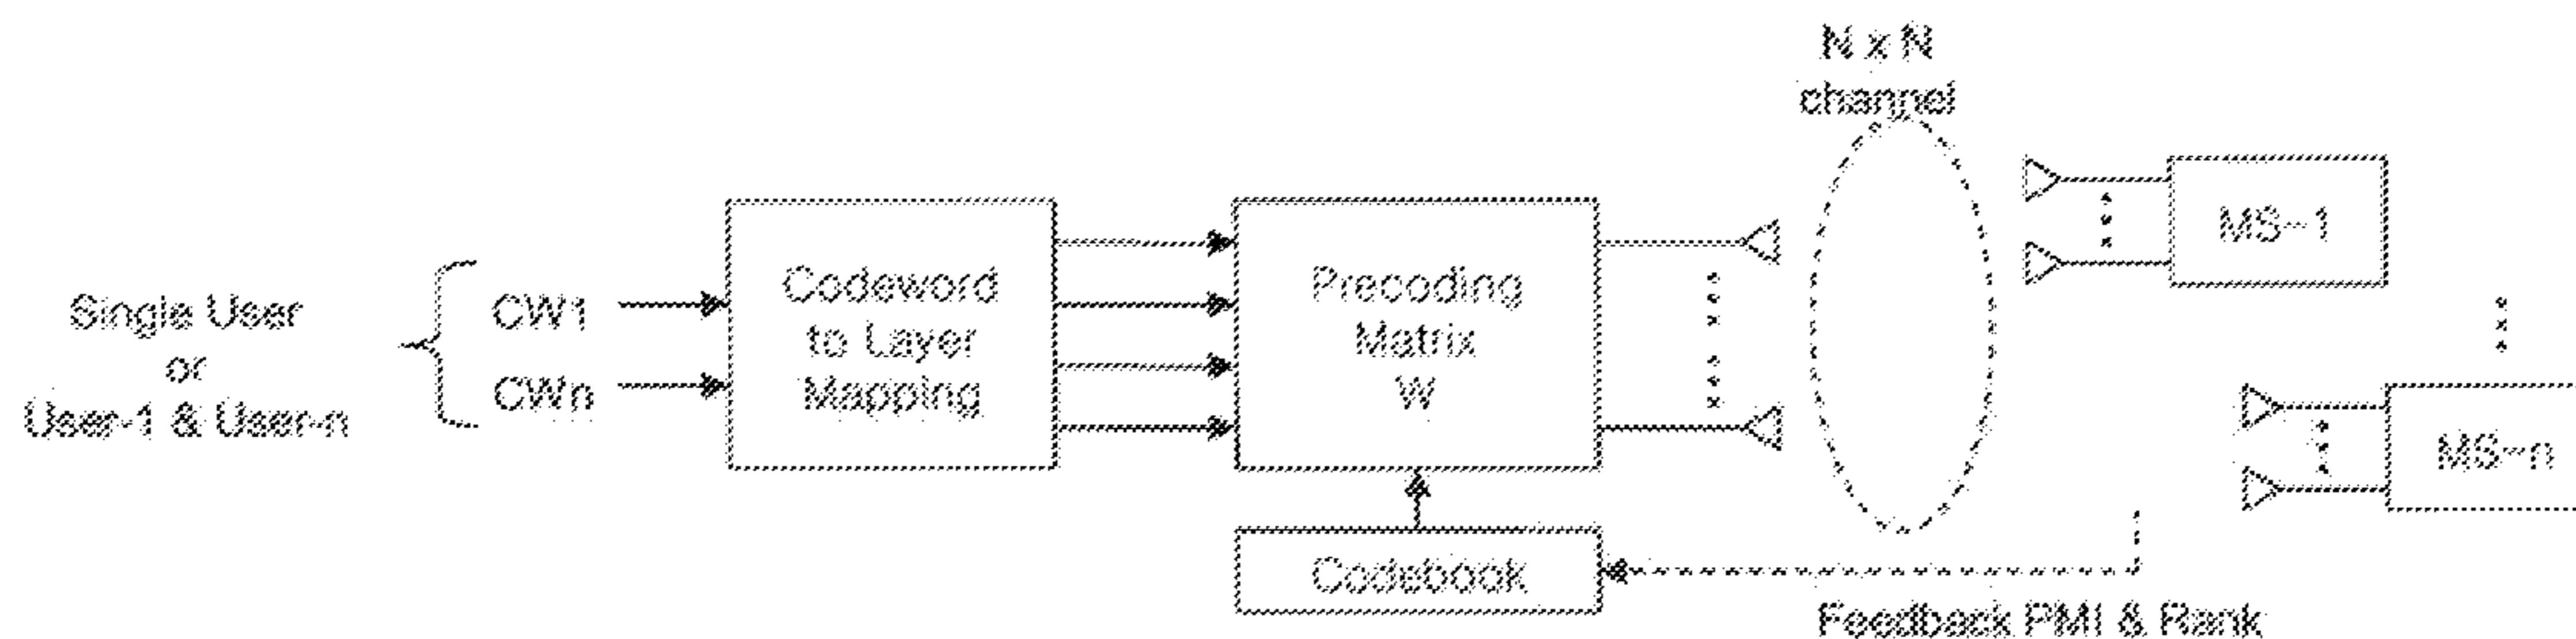 N x N
channel
Single User
or
User-1 & User-n
CW1
CWn
Codeword
to Layer
Mapping
Precoding
Matrix
W
MS-1
MS-n
Codebook
Feedback PMI & Rank